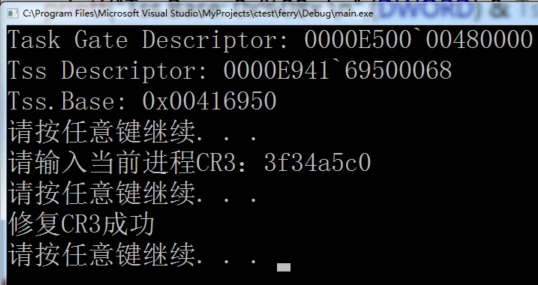 DWORD) &
C:\Program Files\Microsoft Visual Studio\MyProjects\ctest\ferry\Debug\main.exe
Task Gate Descriptor: 0000E500`00480000
Tss Descriptor: 0000E941`69500068
Tss.Base: 0x00416950
请按任意键继续. . .
请输入当前进程CR3：3f34a5c0
请按任意键继续. . .
修复CR3成功
请按任意键继续. . .